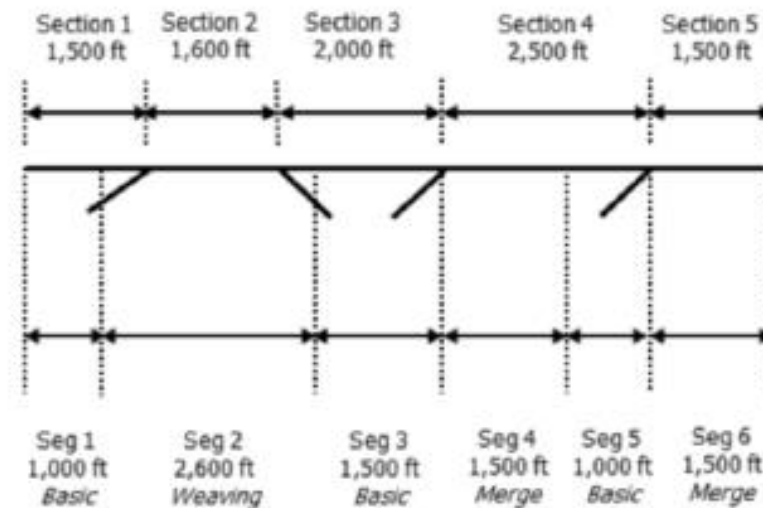 Section 1 Section 2 Section 3 Section 4 Section 5
1,500 ft 1,600 ft 2,000 ft 2,500 ft 1,500 ft
Seg 1 Seg 2 Seg 3 Seg 4 Seg 5 Seg 6
1,000 ft 2,600 ft 1,500 ft 1,500 ft 1,000 ft 1,500 ft
Basic Weaving Basic Merge Basic Merge